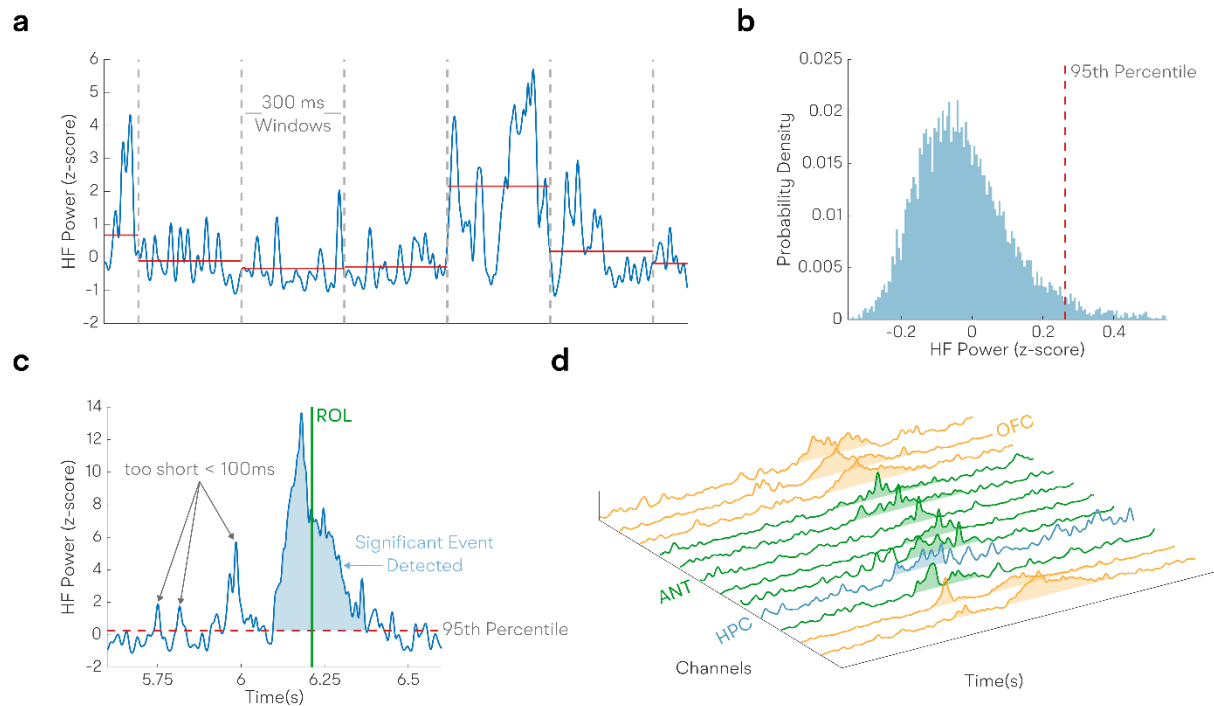 a
HF Power (z-score)
6
5
4
3
2
1
0
-1
-2
300 ms
Windows
b
Probability Density
0.025
0.02
0.015
0.01
0.005
0
95th Percentile
-0.2
0
0.2
0.4
HF Power (z-score)
c
HF Power (z-score)
14
12
10
8
6
4
2
0
-2
ROL
too short < 100ms
Significant Event
Detected
95th Percentile
5.75
6
6.25
6.5
Time(s)
d
OFC
ANT
HPC
Channels
Time(s)